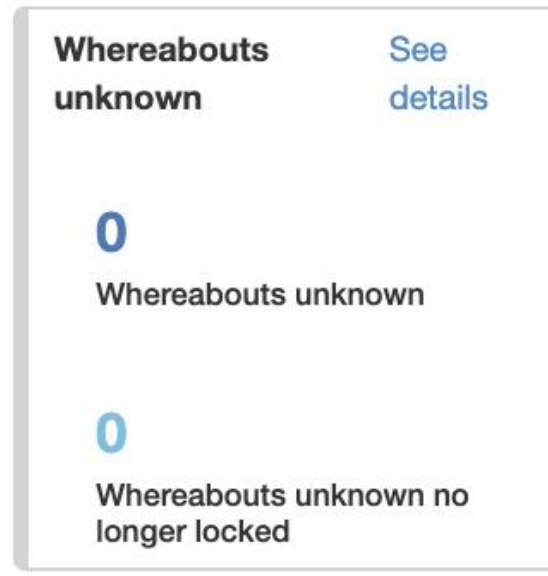 Whereabouts
unknown
See
details
0
Whereabouts unknown
0
Whereabouts unknown no
longer locked